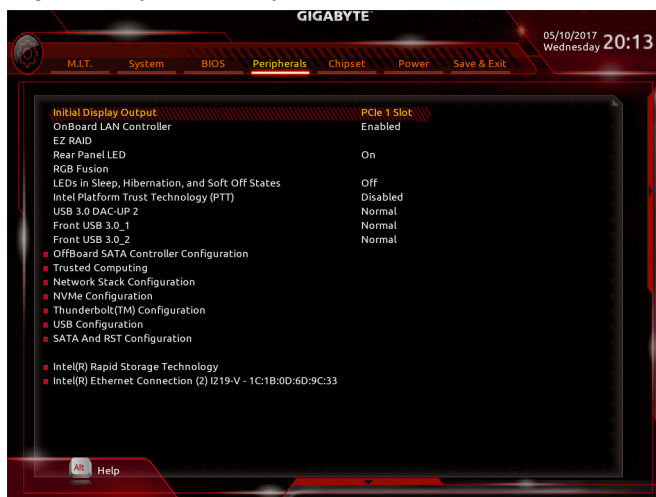 GIGABYTE™
05/10/2017
Wednesday 20:13
M.I.T. System BIOS Peripherals Chipset Power Save & Exit
Initial Display Output PCIe 1 Slot
OnBoard LAN Controller Enabled
EZ RAID
Rear Panel LED On
RGB Fusion
LEDs in Sleep, Hibernation, and Soft Off States Off
Intel Platform Trust Technology (PTT) Disabled
USB 3.0 DAC-UP 2 Normal
Front USB 3.0_1 Normal
Front USB 3.0_2 Normal
OffBoard SATA Controller Configuration
Trusted Computing
Network Stack Configuration
NVMe Configuration
Thunderbolt(TM) Configuration
USB Configuration
SATA And RST Configuration
Intel(R) Rapid Storage Technology
Intel(R) Ethernet Connection (2) I219-V - 1C:1B:0D:6D:9C:33
Alt Help